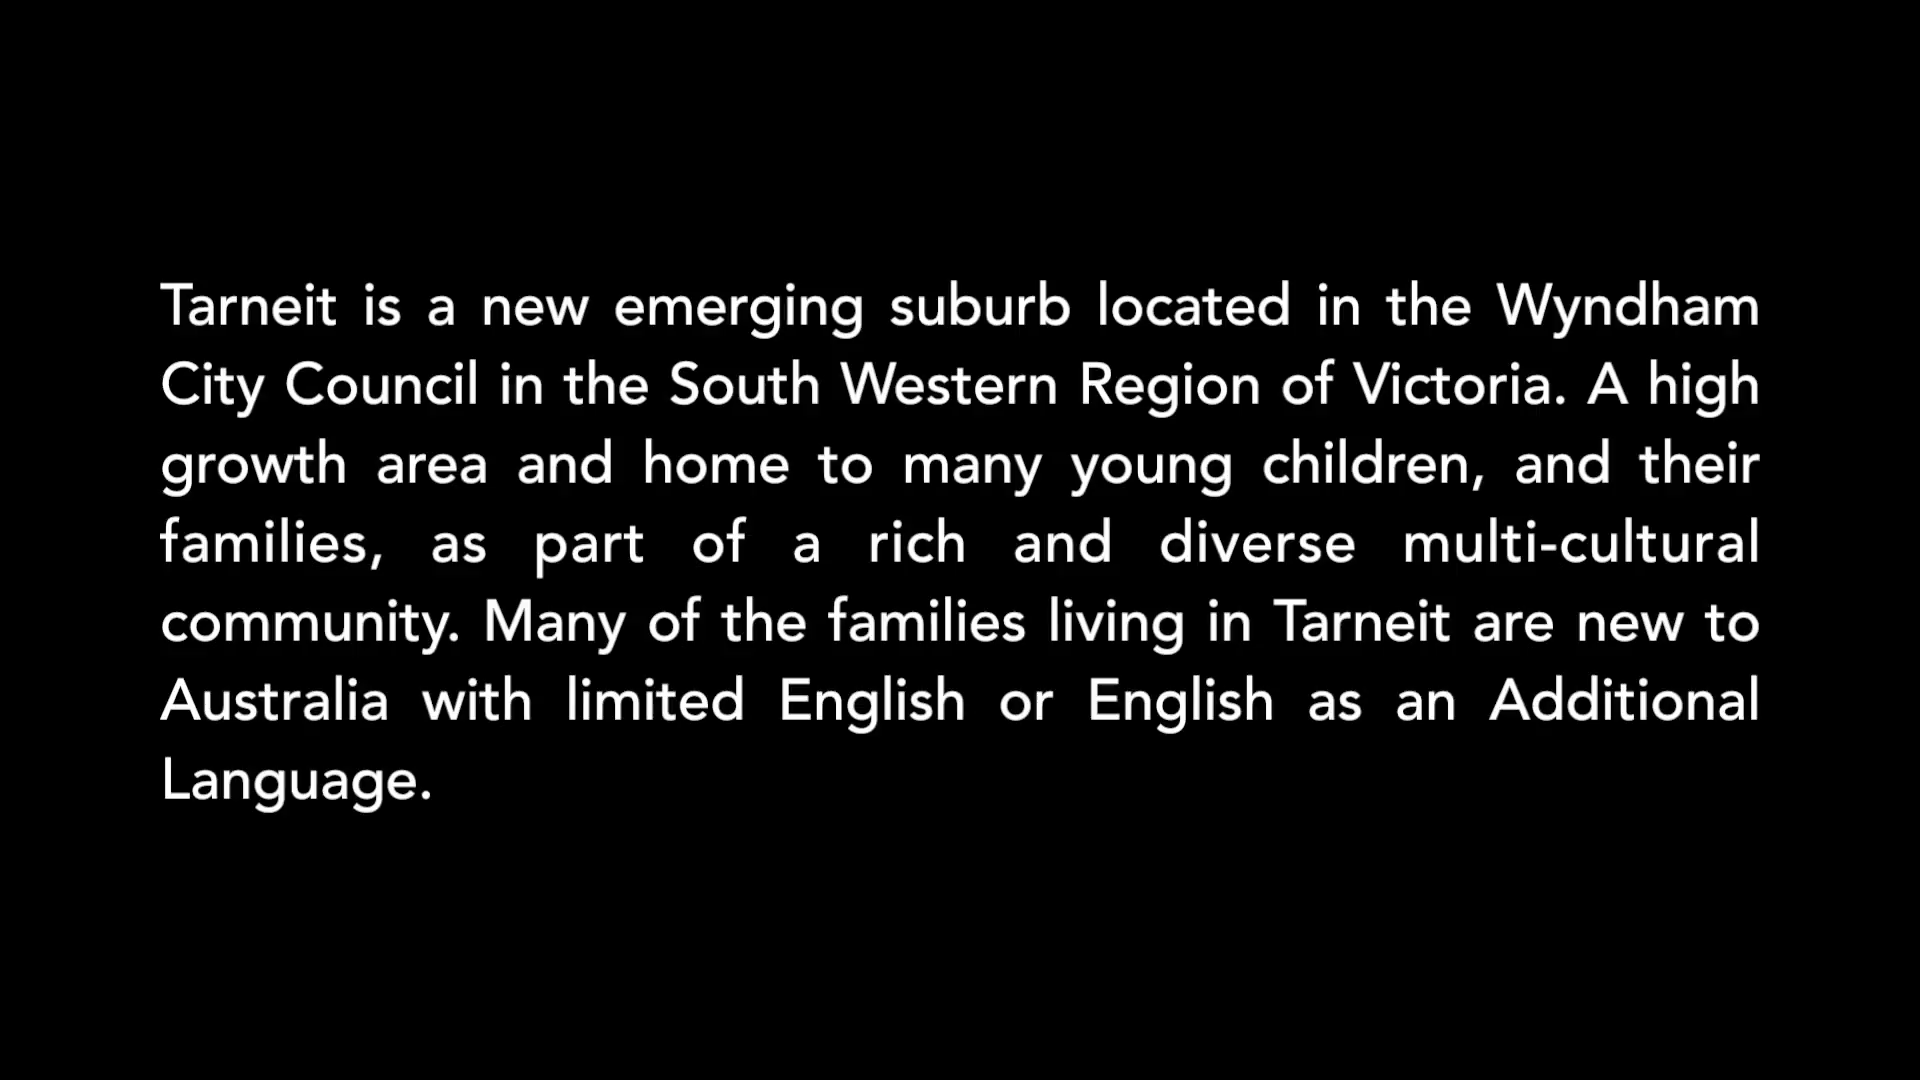 Tarneit is a new emerging suburb located in the Wyndham
City Council in the South Western Region of Victoria. A high
growth area and home to many young children, and their
families, as part of a rich and diverse multi-cultural
community. Many of the families living in Tarneit are new to
Australia with limited English or English as an Additional
Language.